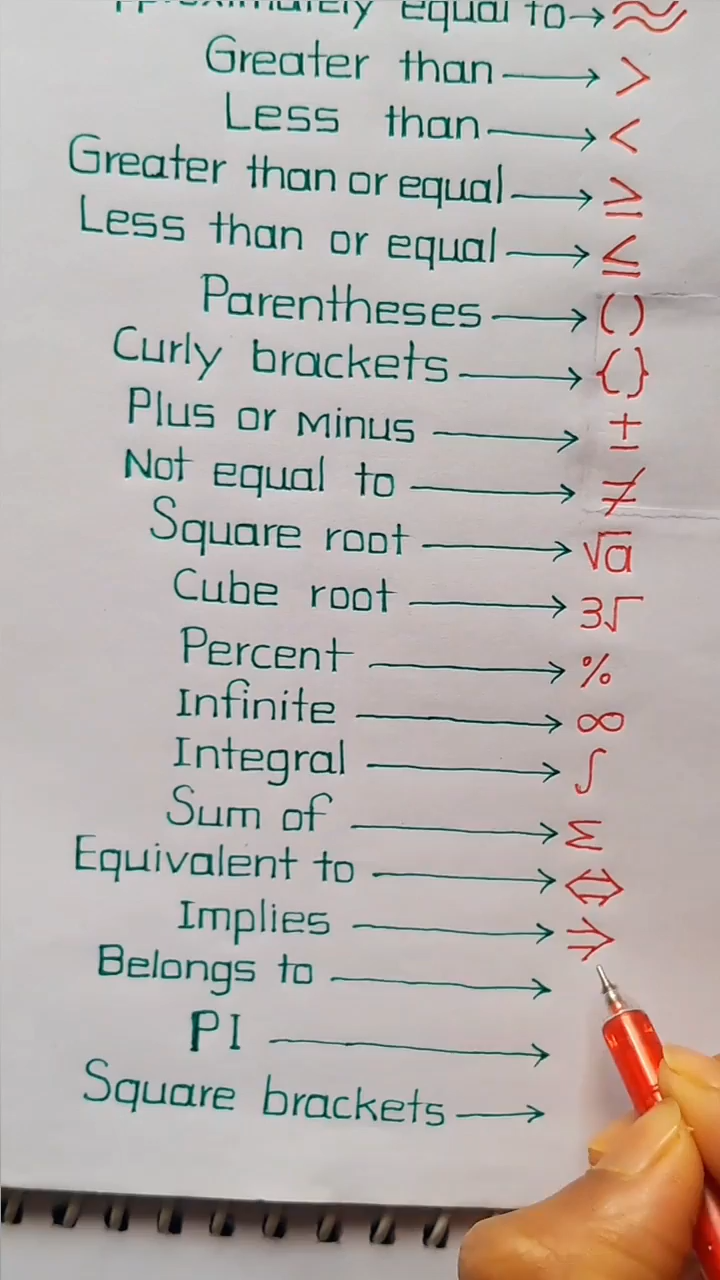 equal to→≈
Greater than→>
Less than→<
Greater than or equal→≥
Less than or equal→≤
Parentheses→()
Curly brackets→{}
Plus or Minus→±
Not equal to→≠
Square root→√a
Cube root→3√
Percent→%
Infinite→∞
Integral→∫
Sum of→Σ
Equivalent to→⇔
Implies→⇒
Belongs to→
PI→
Square brackets→